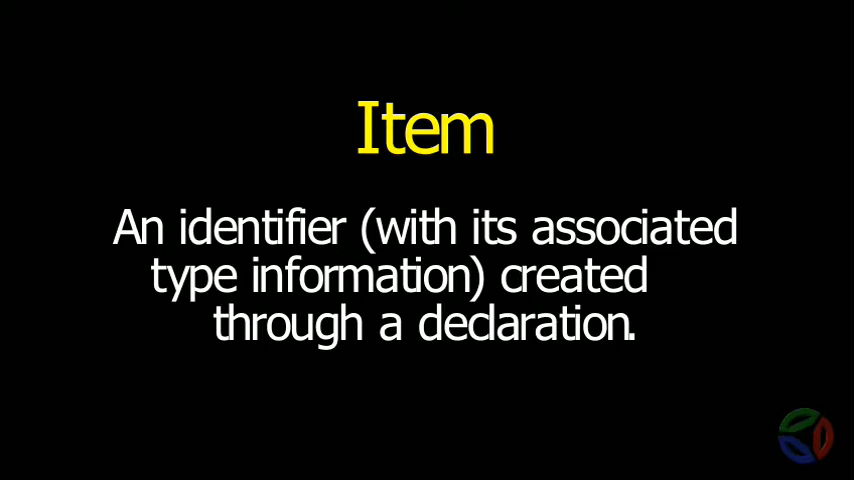 Item
An identifier (with its associated
type information) created
through a declaration.